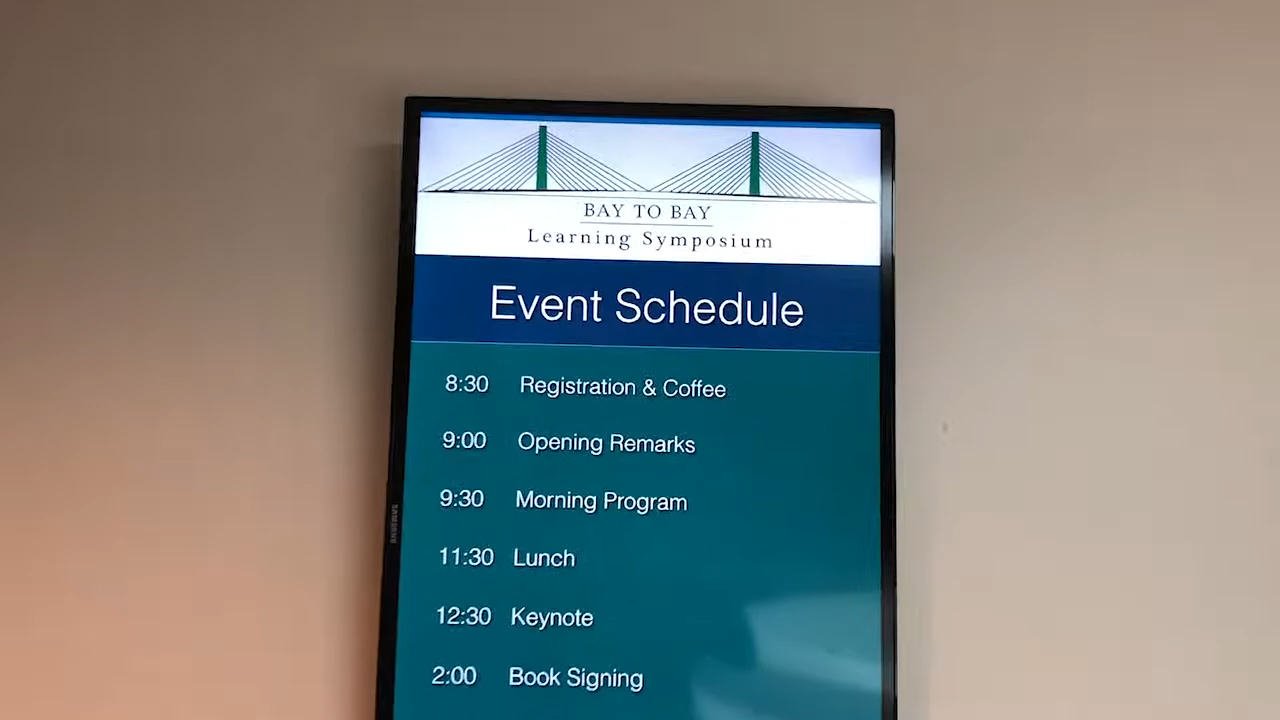 BAY TO BAY
Learning Symposium
Event Schedule
8:30 Registration & Coffee
9:00 Opening Remarks
9:30 Morning Program
11:30 Lunch
12:30 Keynote
2:00 Book Signing
SAMSUNG